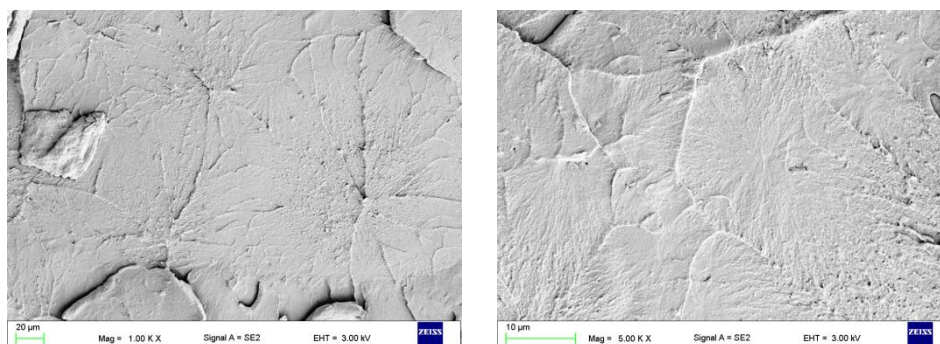 20 µm
Mag = 1.00 K X Signal A = SE2 EHT = 3.00 kV ZEISS
10 µm
Mag = 5.00 K X Signal A = SE2 EHT = 3.00 kV ZEISS